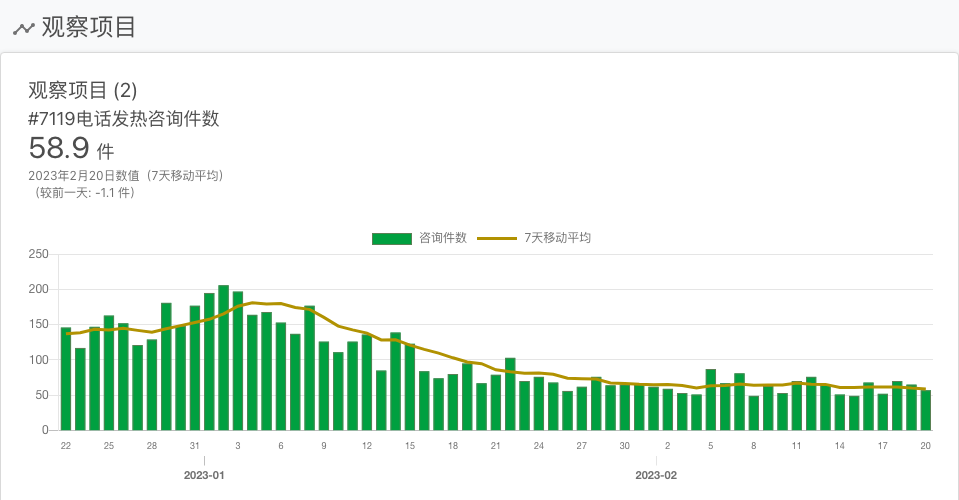 观察项目
观察项目 (2)
#7119电话发热咨询件数
58.9 件
2023年2月20日数值（7天移动平均）
（较前一天: -1.1 件）
咨询件数 7天移动平均
250
200
150
100
50
0
22 25 28 31 3 6 9 12 15 18 21 24 27 30 2 5 8 11 14 17 20
2023-01 2023-02